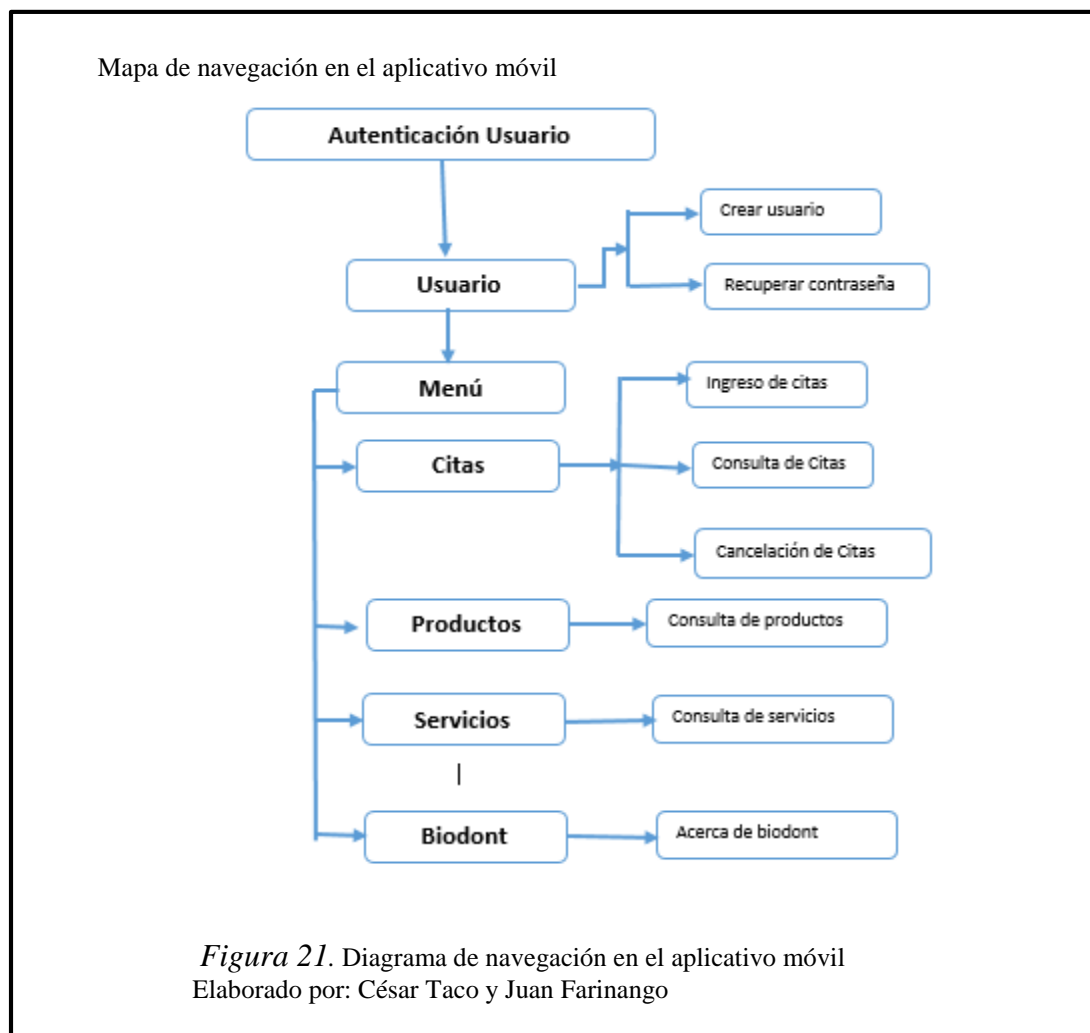 Mapa de navegación en el aplicativo móvil
Autenticación Usuario
Crear usuario
Usuario
Recuperar contraseña
Menú
Ingreso de citas
Citas
Consulta de Citas
Cancelación de Citas
Productos
Consulta de productos
Servicios
Consulta de servicios
Biodont
Acerca de biodont
Figura 21. Diagrama de navegación en el aplicativo móvil
Elaborado por: César Taco y Juan Farinango